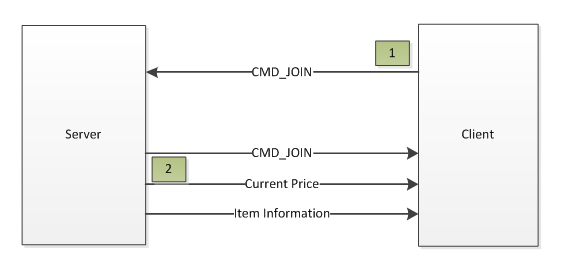 1
CMD_JOIN
Server
Client
CMD_JOIN
2
Current Price
Item Information